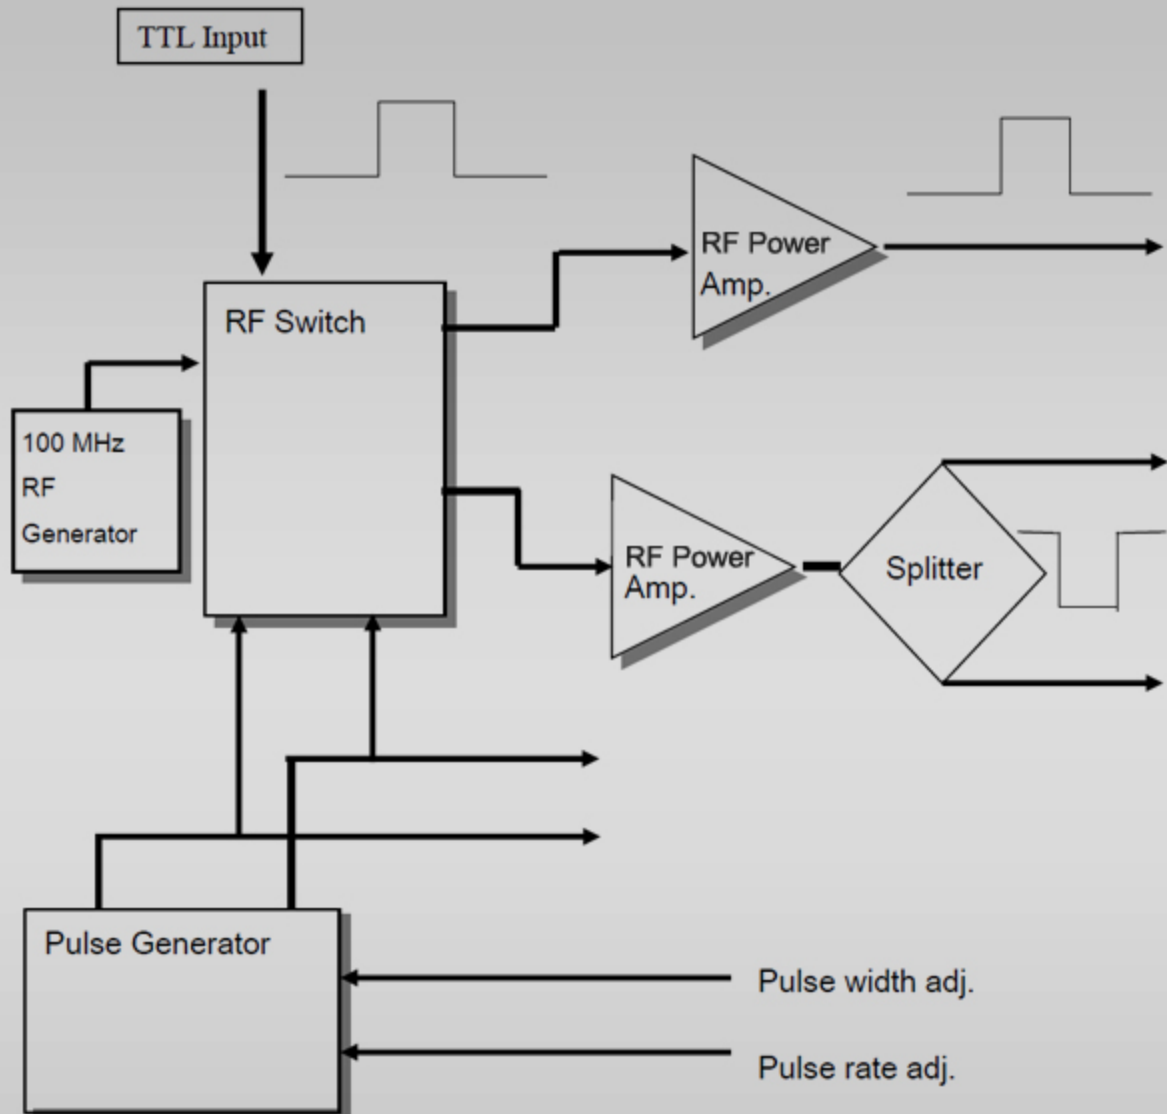 TTL Input
RF Power
Amp.
RF Switch
100 MHz
RF
Generator
RF Power
Amp.
Splitter
Pulse Generator
Pulse width adj.
Pulse rate adj.